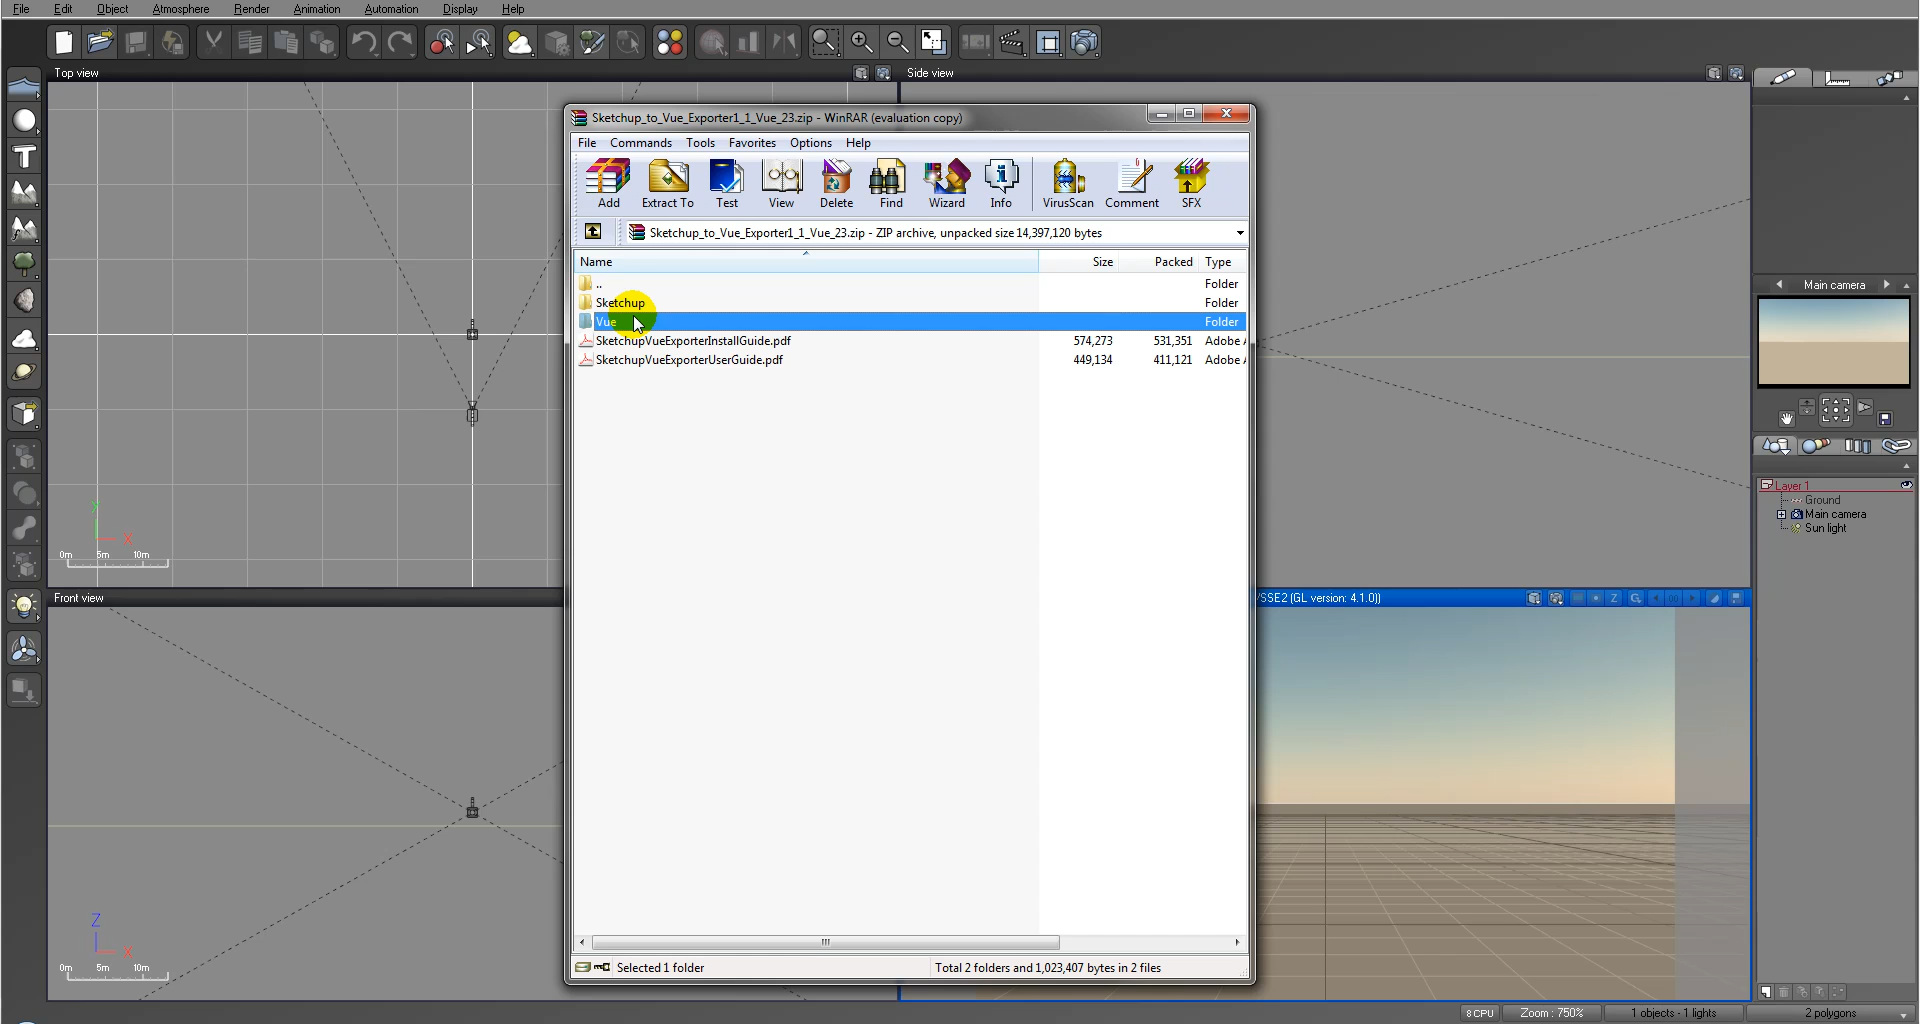 File Edit Object Atmosphere Render Animation Automation Display Help
Top view
Side view
Sketchup_to_Vue_Exporter1_1_Vue_23.zip - WinRAR (evaluation copy)
File Commands Tools Favorites Options Help
Add Extract To Test View Delete Find Wizard Info VirusScan Comment SFX
Sketchup_to_Vue_Exporter1_1_Vue_23.zip - ZIP archive, unpacked size 14,397,120 bytes
Name Size Packed Type
.. Folder
Sketchup Folder
Vue Folder
SketchupVueExporterInstallGuide.pdf 574,273 531,351 Adobe
SketchupVueExporterUserGuide.pdf 449,134 411,121 Adobe
Selected 1 folder
Total 2 folders and 1,023,407 bytes in 2 files
Main camera
Layer 1
Ground
Main camera
Sun light
Y
X
0m 5m 10m
Front view
/SSE2 (GL version: 4.1.0)]
Z
G
Z
X
0m 5m 10m
8 CPU
Zoom : 750%
1 objects - 1 lights
2 polygons